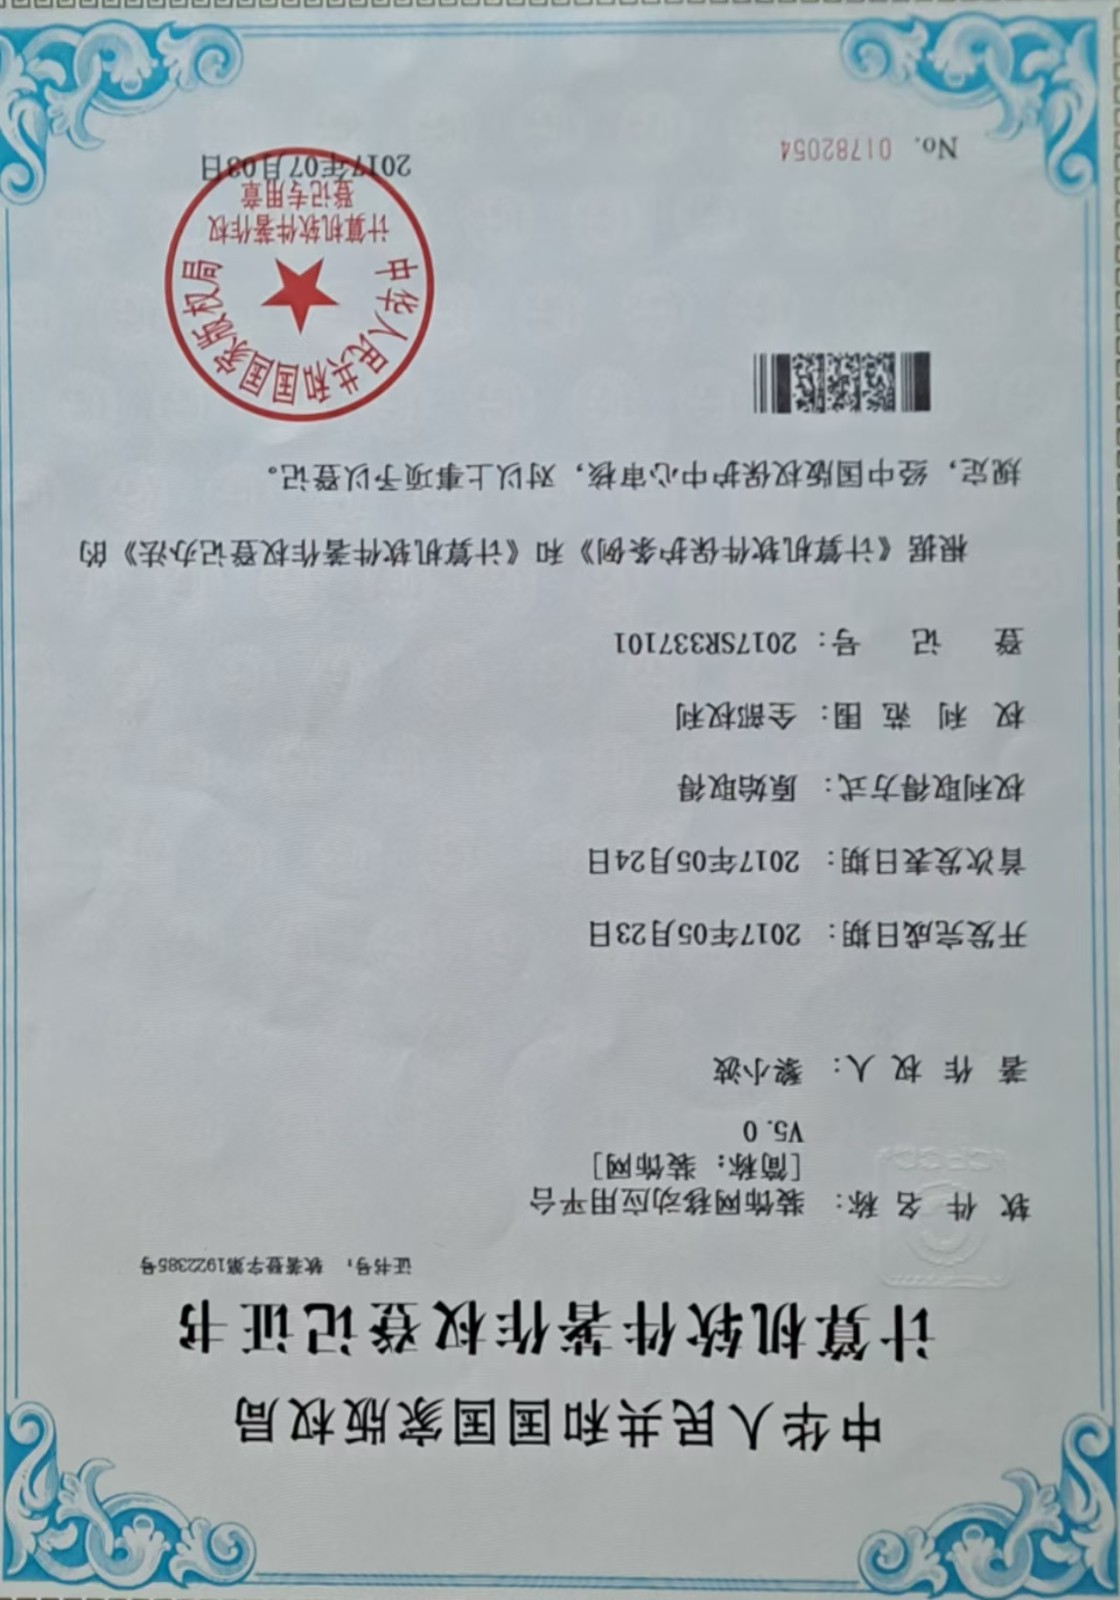 中华人民共和国国家版权局
计算机软件著作权登记证书
证书号： 软著登字第1922385号
软件名称： 装饰网移动应用平台
[简称：装饰网]
V5.0
著作权人： 黎小波
开发完成日期： 2017年05月23日
首次发表日期： 2017年05月24日
权利取得方式： 原始取得
权利范围： 全部权利
登记号： 2017SR337101
根据《计算机软件保护条例》和《计算机软件著作权登记办法》的
规定，经中国版权保护中心审核，对以上事项予以登记。
中华人民共和国国家版权局
计算机软件著作权
登记专用章
No. 01782054
2017年07月03日